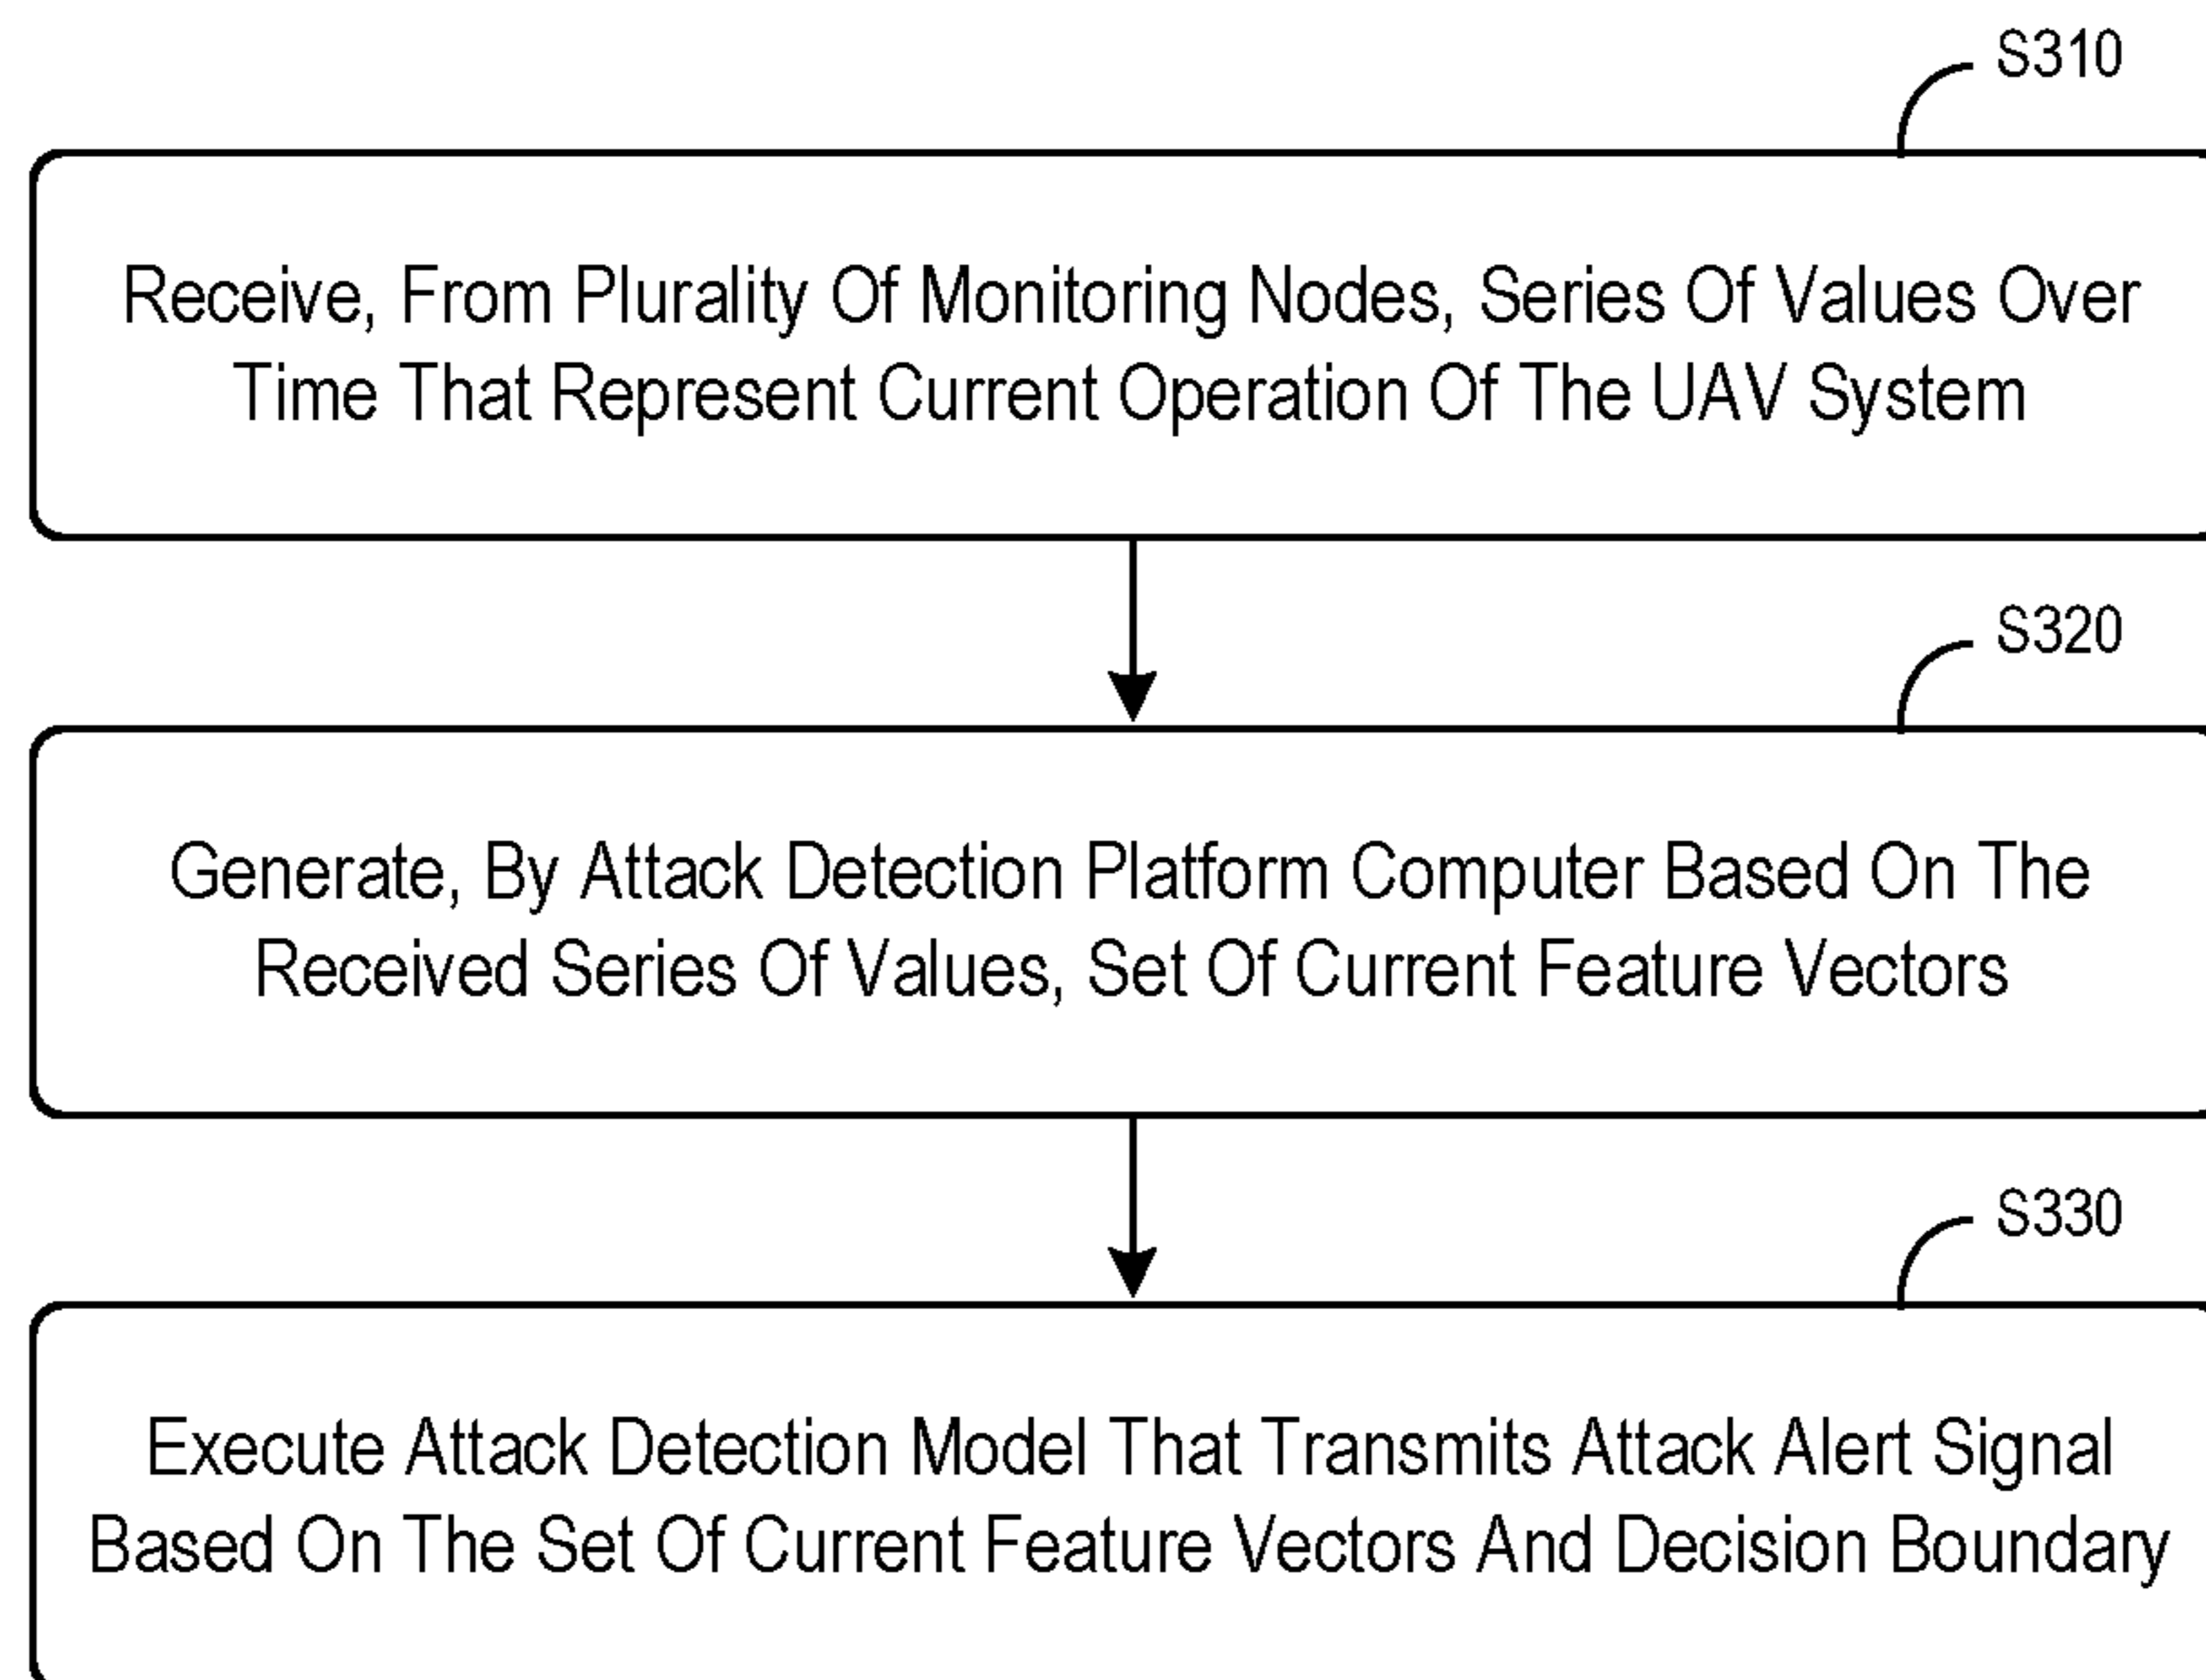 S310
Receive, From Plurality Of Monitoring Nodes, Series Of Values Over
Time That Represent Current Operation Of The UAV System
S320
Generate, By Attack Detection Platform Computer Based On The
Received Series Of Values, Set Of Current Feature Vectors
S330
Execute Attack Detection Model That Transmits Attack Alert Signal
Based On The Set Of Current Feature Vectors And Decision Boundary